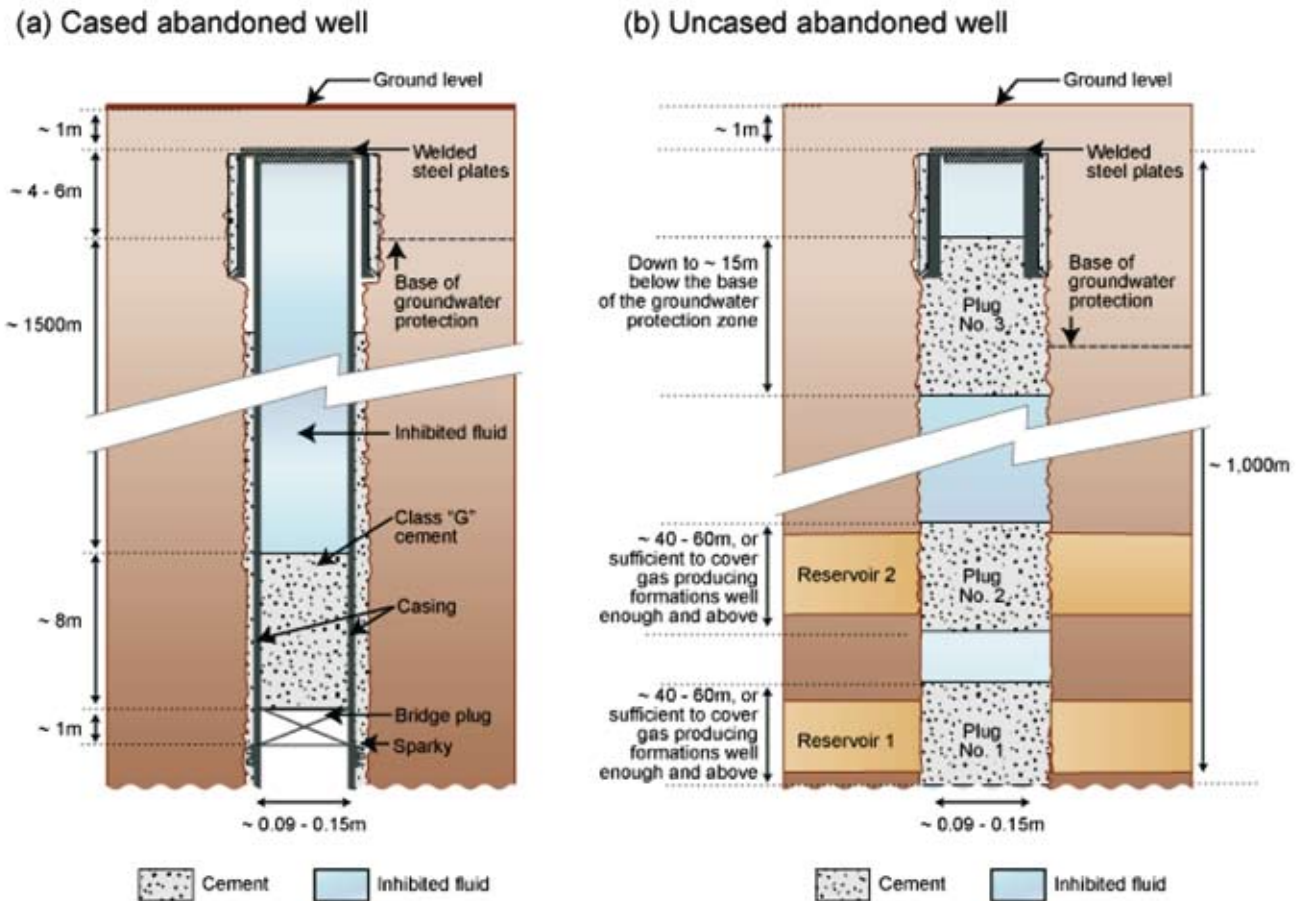 (a) Cased abandoned well
Ground level
~ 1m
Welded
steel plates
~ 4 - 6m
Base of
groundwater
protection
~ 1500m
Inhibited fluid
Class "G"
cement
Casing
~ 8m
Bridge plug
~ 1m
Sparky
~ 0.09 - 0.15m
Cement
Inhibited fluid
(b) Uncased abandoned well
Ground level
~ 1m
Welded
steel plates
Down to ~ 15m
below the base
of the groundwater
protection zone
Plug
No. 3
Base of
groundwater
protection
~ 1,000m
~ 40 - 60m, or
sufficient to cover
gas producing
formations well
enough and above
Reservoir 2
Plug
No. 2
~ 40 - 60m, or
sufficient to cover
gas producing
formations well
enough and above
Reservoir 1
Plug
No. 1
~ 0.09 - 0.15m
Cement
Inhibited fluid